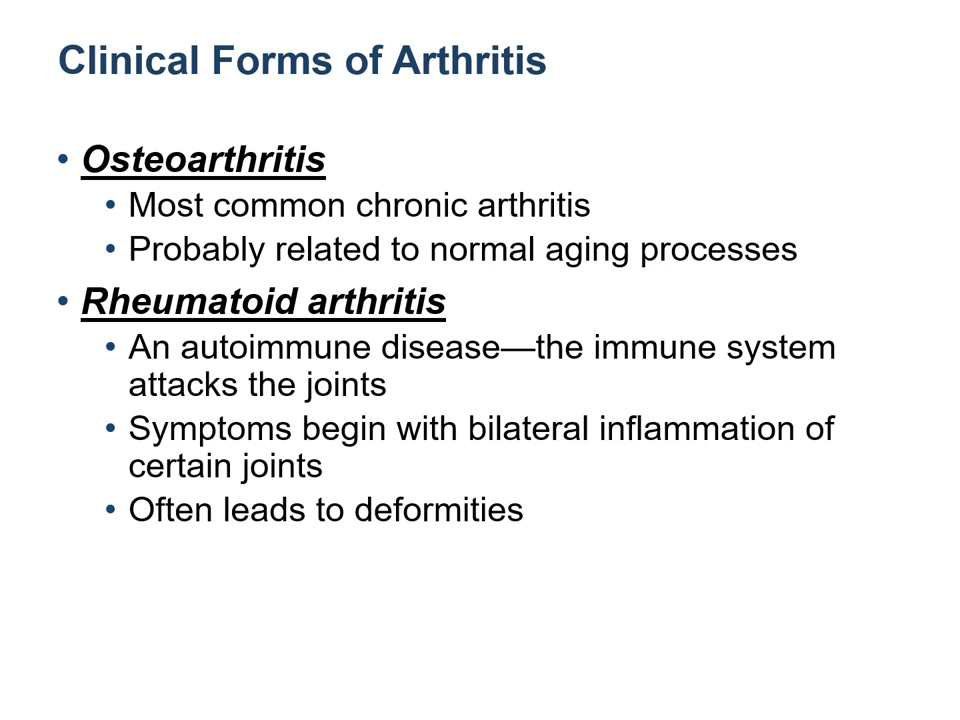 Clinical Forms of Arthritis
• Osteoarthritis
• Most common chronic arthritis
• Probably related to normal aging processes
• Rheumatoid arthritis
• An autoimmune disease—the immune system
attacks the joints
• Symptoms begin with bilateral inflammation of
certain joints
• Often leads to deformities